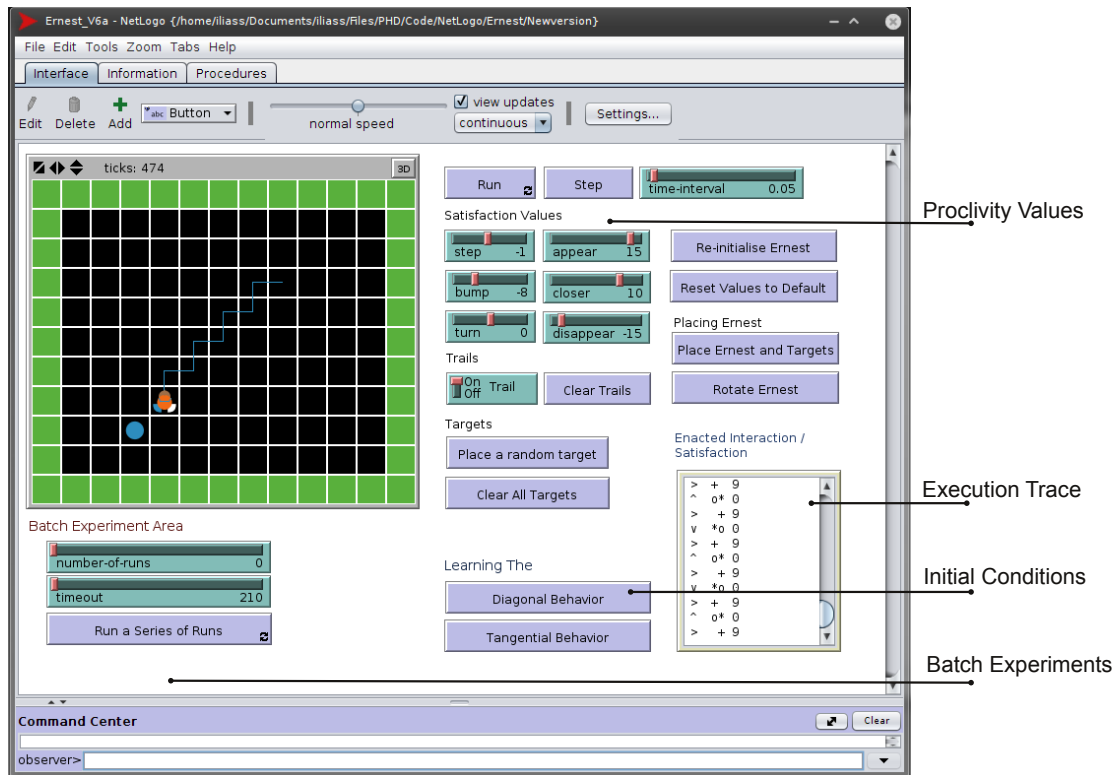 Ernest_V6a - NetLogo {/home/iliass/Documents/iliass/Files/PHD/Code/NetLogo/Ernest/Newversion}
File Edit Tools Zoom Tabs Help
Interface Information Procedures
Edit Delete Add abc Button normal speed view updates continuous Settings...
ticks: 474 3D
Run Step time-interval 0.05
Proclivity Values
Satisfaction Values
step -1 appear 15 Re-initialise Ernest
bump -8 closer 10 Reset Values to Default
turn 0 disappear -15 Placing Ernest
Place Ernest and Targets
Trails
On Off Trail Clear Trails Rotate Ernest
Targets
Place a random target
Clear All Targets
Enacted Interaction /
Satisfaction
> + 9
^ o* 0
> + 9
v *o 0
> + 9
^ o* 0
> + 9
v *o 0
> + 9
^ o* 0
> + 9
Execution Trace
Batch Experiment Area
number-of-runs 0
timeout 210
Run a Series of Runs
Learning The
Diagonal Behavior
Tangential Behavior
Initial Conditions
Batch Experiments
Command Center Clear
observer>